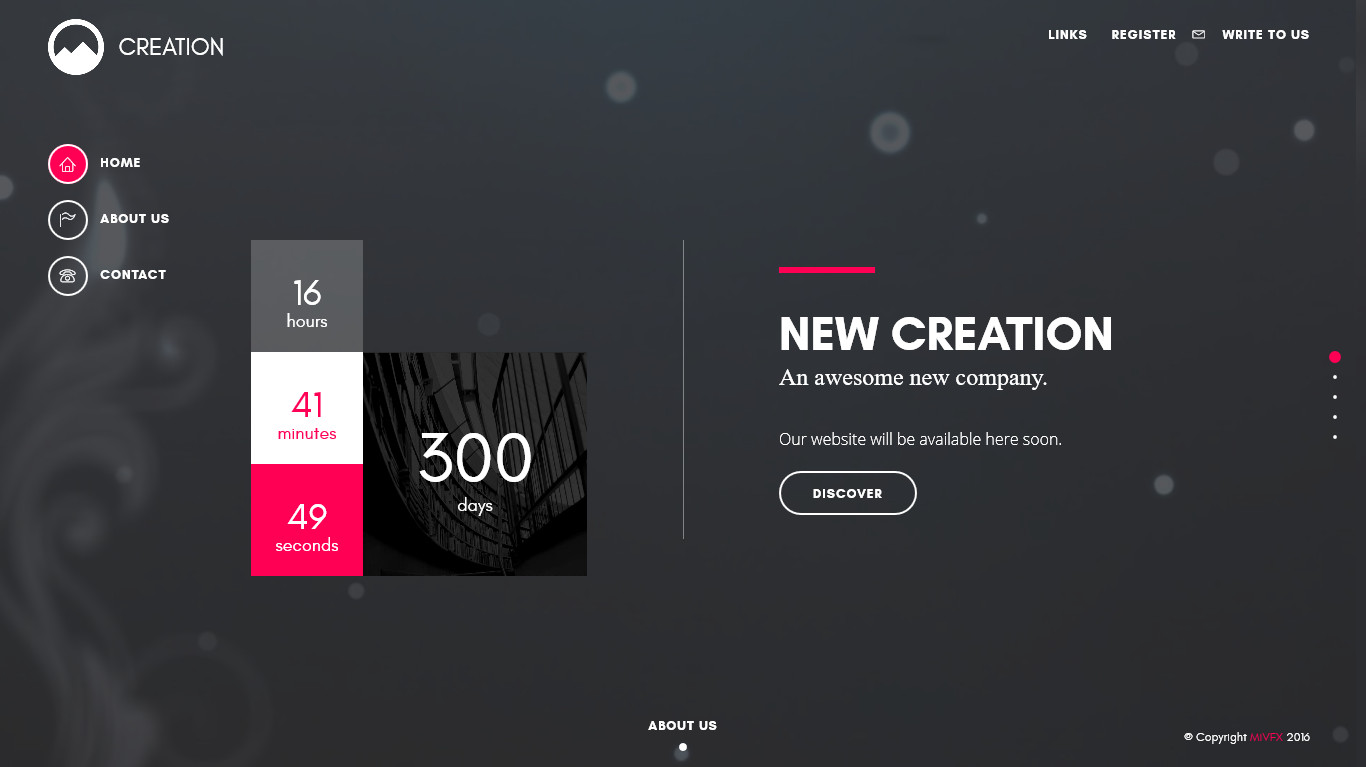 CREATION
LINKS REGISTER WRITE TO US
HOME
ABOUT US
CONTACT
16
hours
41
minutes
49
seconds
300
days
NEW CREATION
An awesome new company.
Our website will be available here soon.
DISCOVER
ABOUT US
© Copyright MIVFX 2016